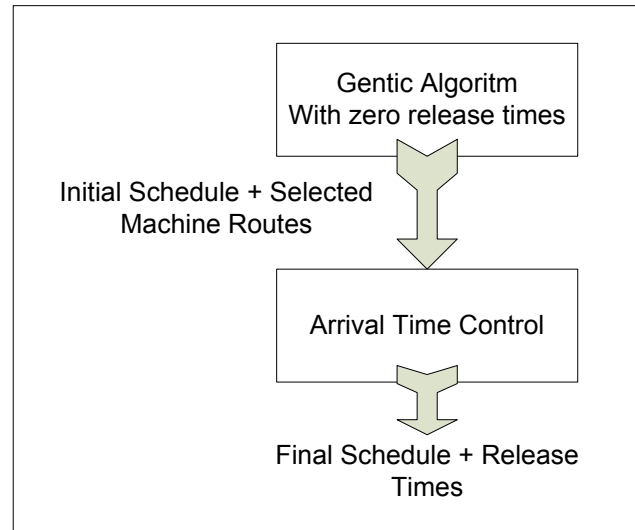 Gentic Algoritm
With zero release times
Initial Schedule + Selected
Machine Routes
Arrival Time Control
Final Schedule + Release
Times